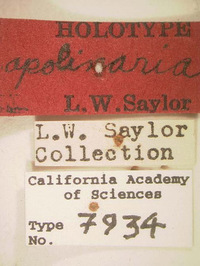 HOLOTYPE
apolinaria
L.W. Saylor
L.W. Saylor
Collection
California Academy
of Sciences
Type
No. 7934